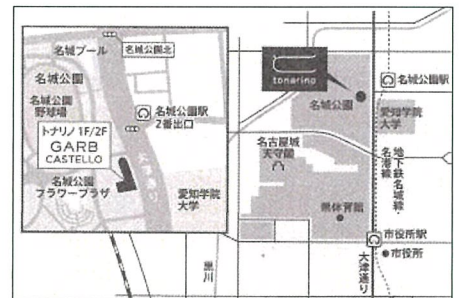 名城プール
名城公園北
名城公園
名城公園
野球場
名城公園駅
2番出口
トナリノ 1F/2F
GARB
CASTELLO
名城公園
フラワープラザ
大津通り
愛知学院
大学
tonarino
名城公園駅
名城公園
愛知学院
大学
名古屋城
天守閣
地下鉄名城線・
名港線
県体育館
市役所駅
市役所
黒川
大津通り